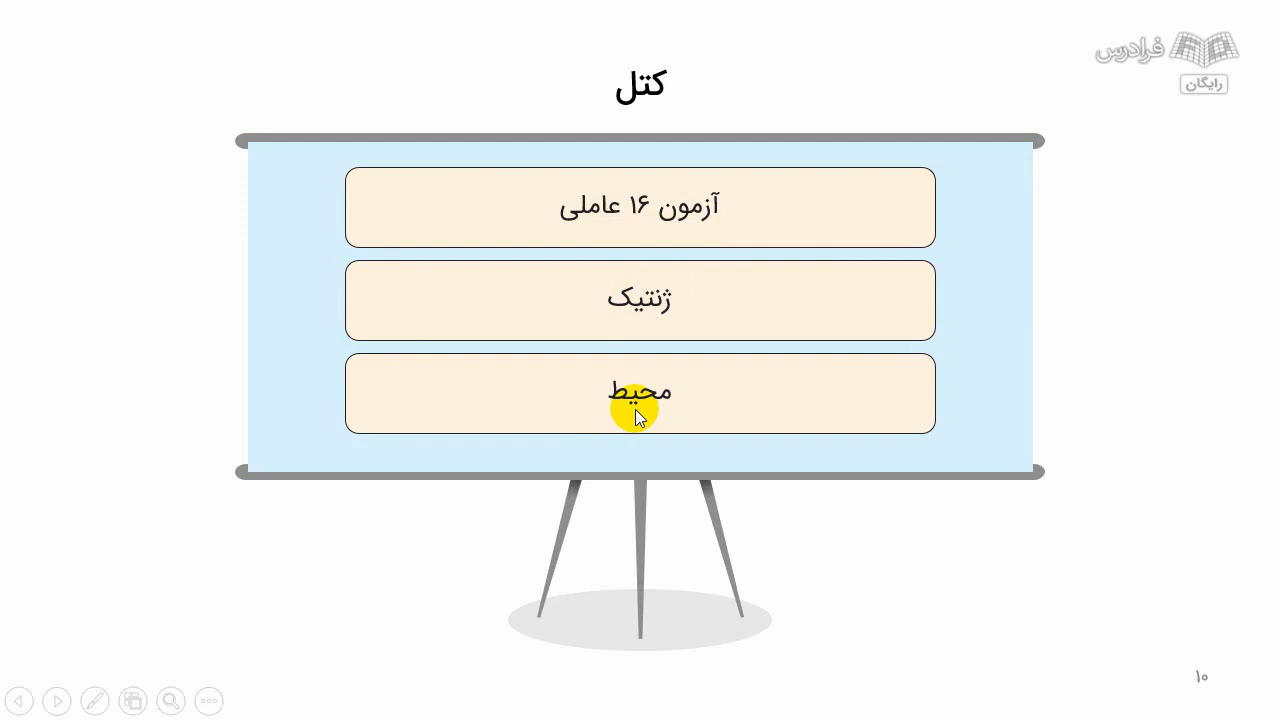 فرادرس
رایگان
کتل
آزمون ۱۶ عاملی
ژنتیک
محیط
۱۰